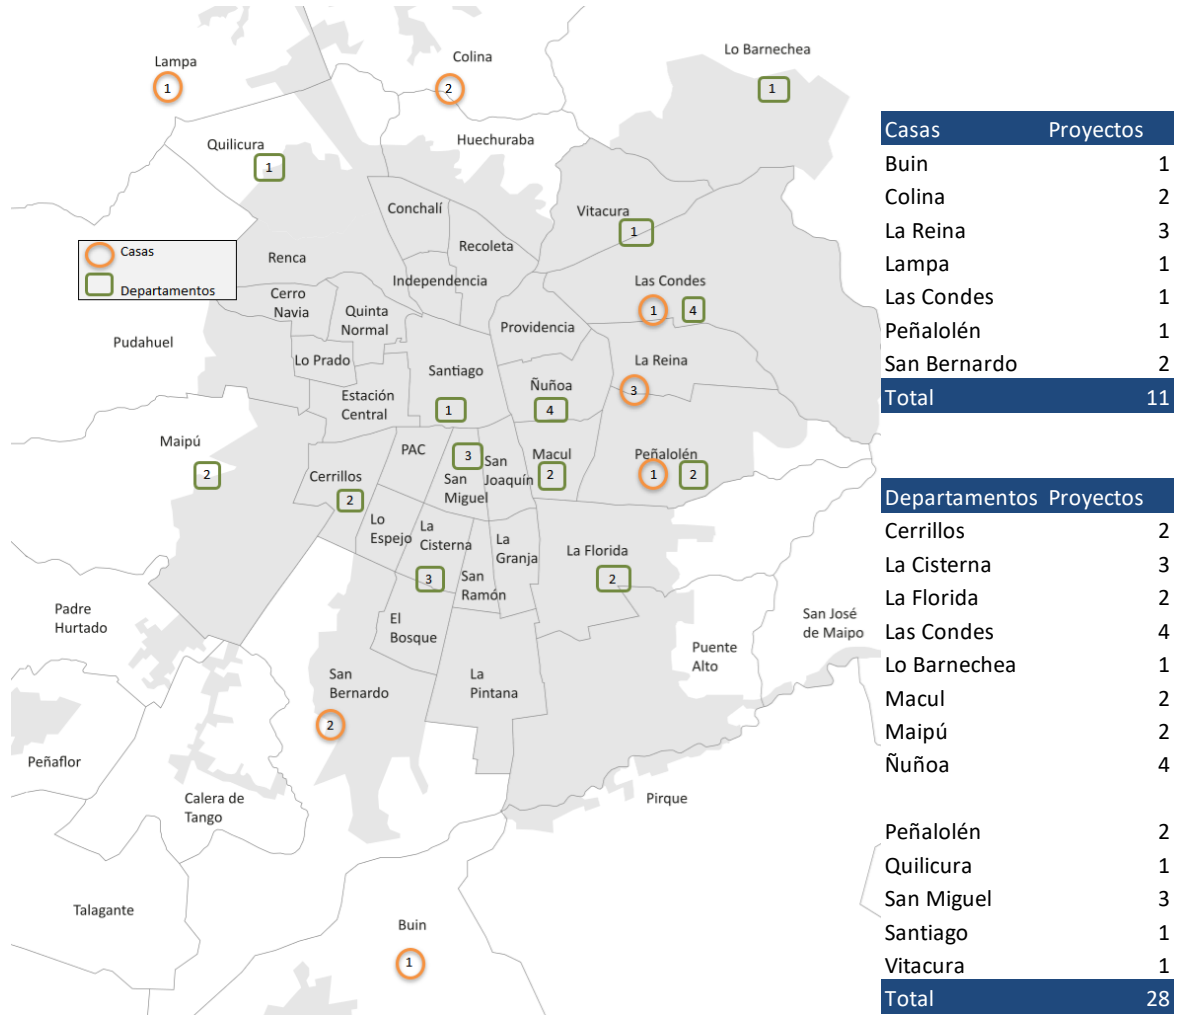 Lo Barnechea
Colina
Lampa
1
2
1
Huechuraba
Quilicura
1
Conchalí
Vitacura
1
Recoleta
Casas
Departamentos
Renca
Independencia
Las Condes
1
4
Cerro
Navia
Quinta
Normal
Providencia
Pudahuel
Lo Prado
La Reina
3
Santiago
1
Ñuñoa
4
Estación
Central
Maipú
2
PAC
3
San
Miguel
San
Joaquín
Macul
2
Peñalolén
1
2
Cerrillos
2
Lo
Espejo
La
Cisterna
3
La
Granja
La Florida
2
San
Ramón
Padre
Hurtado
El
Bosque
San José
de Maipo
Puente
Alto
San
Bernardo
2
La
Pintana
Peñaflor
Calera de
Tango
Pirque
Talagante
Buin
1
Casas Proyectos
Buin 1
Colina 2
La Reina 3
Lampa 1
Las Condes 1
Peñalolén 1
San Bernardo 2
Total 11
Departamentos Proyectos
Cerrillos 2
La Cisterna 3
La Florida 2
Las Condes 4
Lo Barnechea 1
Macul 2
Maipú 2
Ñuñoa 4
Peñalolén 2
Quilicura 1
San Miguel 3
Santiago 1
Vitacura 1
Total 28